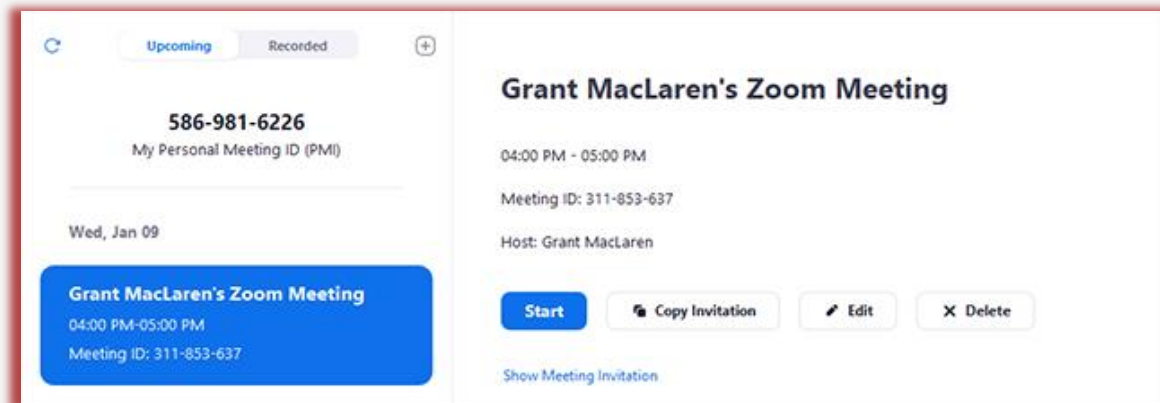 Upcoming Recorded
586-981-6226
My Personal Meeting ID (PMI)
Wed, Jan 09
Grant MacLaren's Zoom Meeting
04:00 PM-05:00 PM
Meeting ID: 311-853-637
Grant MacLaren's Zoom Meeting
04:00 PM - 05:00 PM
Meeting ID: 311-853-637
Host: Grant MacLaren
Start Copy Invitation Edit Delete
Show Meeting Invitation